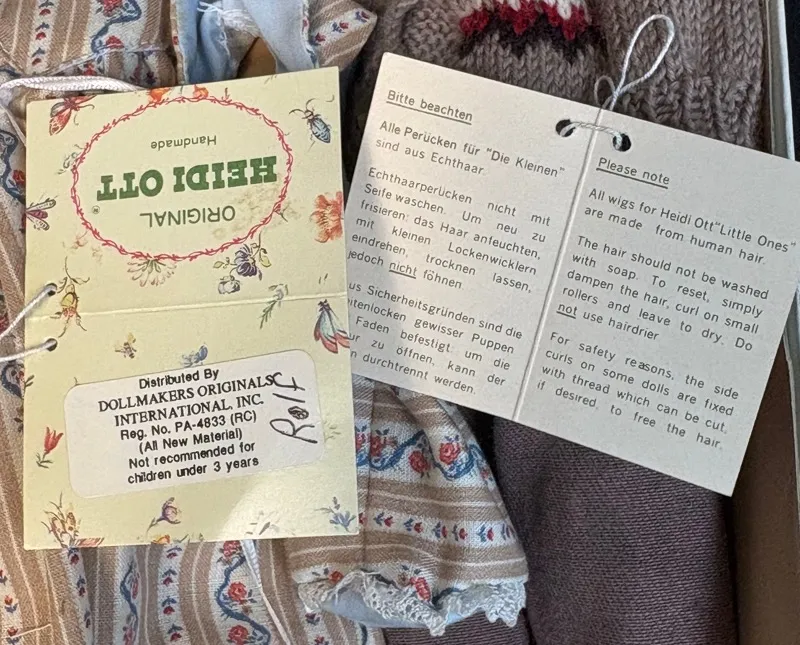 ORIGINAL
HEIDI OTT®
Handmade
Distributed By
DOLLMAKERS ORIGINALS
INTERNATIONAL, INC.
Reg. No. PA-4833 (RC)
(All New Material)
Not recommended for
children under 3 years
Rolf
Bitte beachten
Alle Perücken für "Die Kleinen"
sind aus Echthaar.
Echthaarperücken nicht mit
Seife waschen. Um neu zu
frisieren: das Haar anfeuchten,
mit kleinen Lockenwicklern
eindrehen, trocknen lassen,
jedoch nicht föhnen.
us Sicherheitsgründen sind die
itenlocken gewisser Puppen
Faden befestigt um die
ur zu öffnen, kann der
n durchtrennt werden.
Please note
All wigs for Heidi Ott "Little Ones"
are made from human hair.
The hair should not be washed
with soap. To reset, simply
dampen the hair, curl on small
rollers and leave to dry. Do
not use hairdrier.
For safety reasons, the side
curls on some dolls are fixed
with thread which can be cut,
if desired, to free the hair.